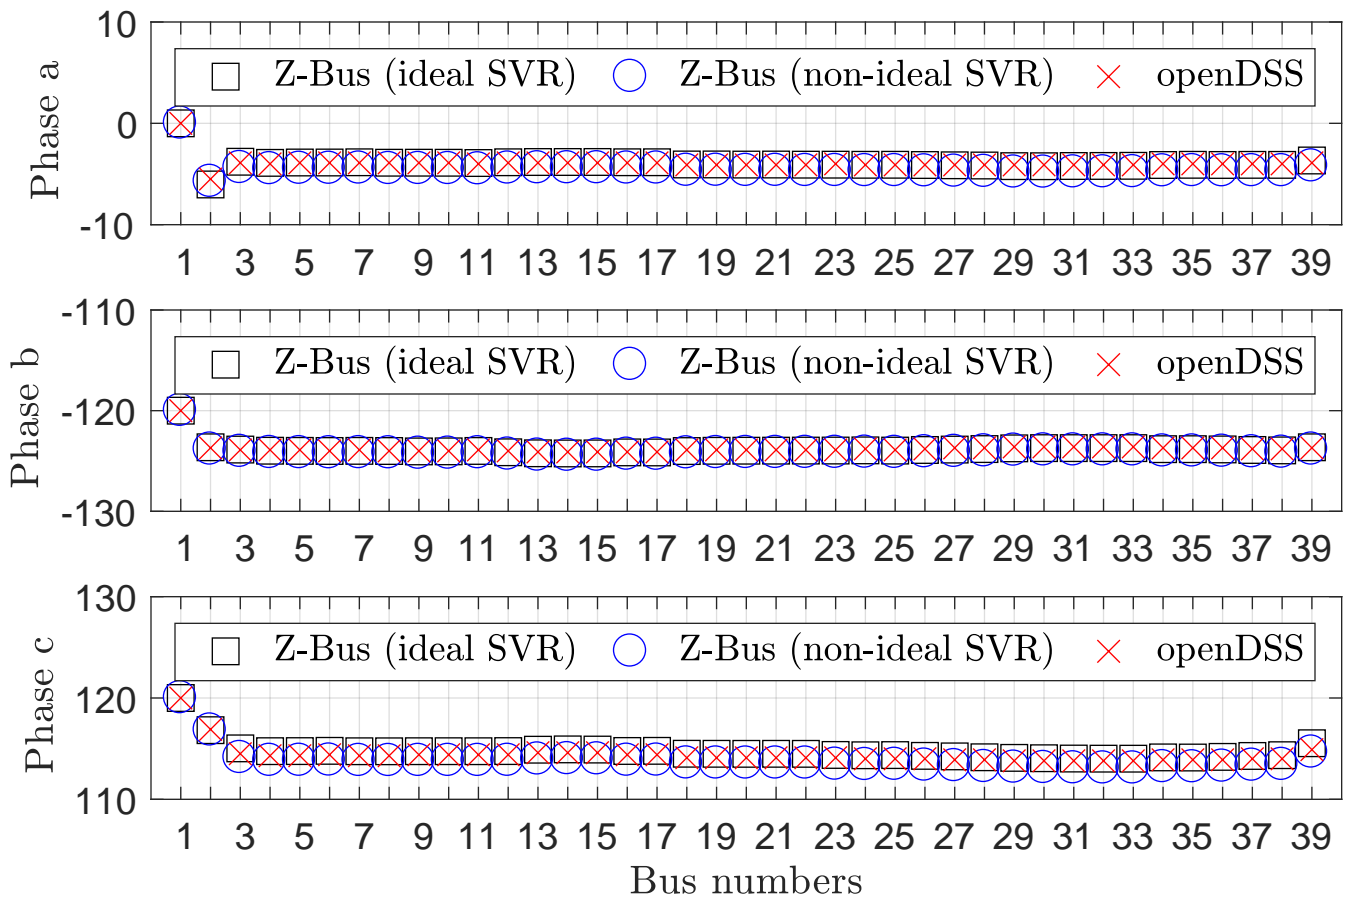 10
0
-10
Phase a
Z-Bus (ideal SVR) Z-Bus (non-ideal SVR) openDSS
1 3 5 7 9 11 13 15 17 19 21 23 25 27 29 31 33 35 37 39
-110
-120
-130
Phase b
Z-Bus (ideal SVR) Z-Bus (non-ideal SVR) openDSS
1 3 5 7 9 11 13 15 17 19 21 23 25 27 29 31 33 35 37 39
130
120
110
Phase c
Z-Bus (ideal SVR) Z-Bus (non-ideal SVR) openDSS
1 3 5 7 9 11 13 15 17 19 21 23 25 27 29 31 33 35 37 39
Bus numbers